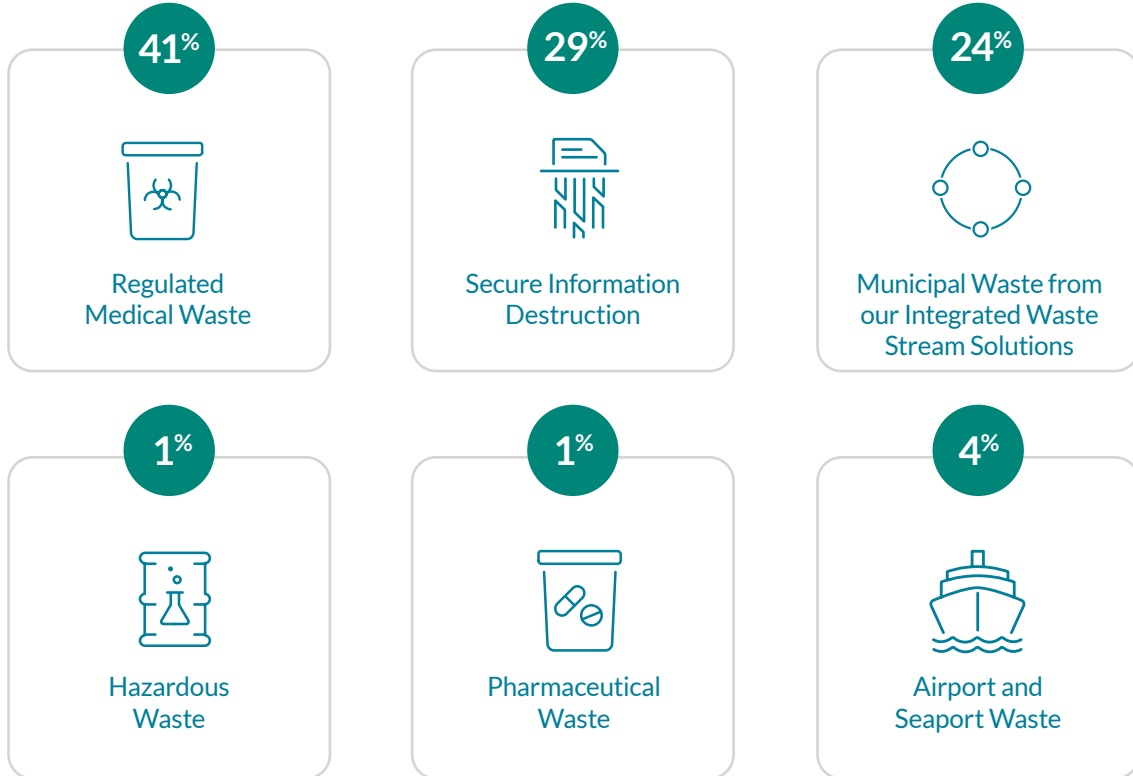 41%
29%
24%
Regulated
Medical Waste
Secure Information
Destruction
Municipal Waste from
our Integrated Waste
Stream Solutions
1%
1%
4%
Hazardous
Waste
Pharmaceutical
Waste
Airport and
Seaport Waste